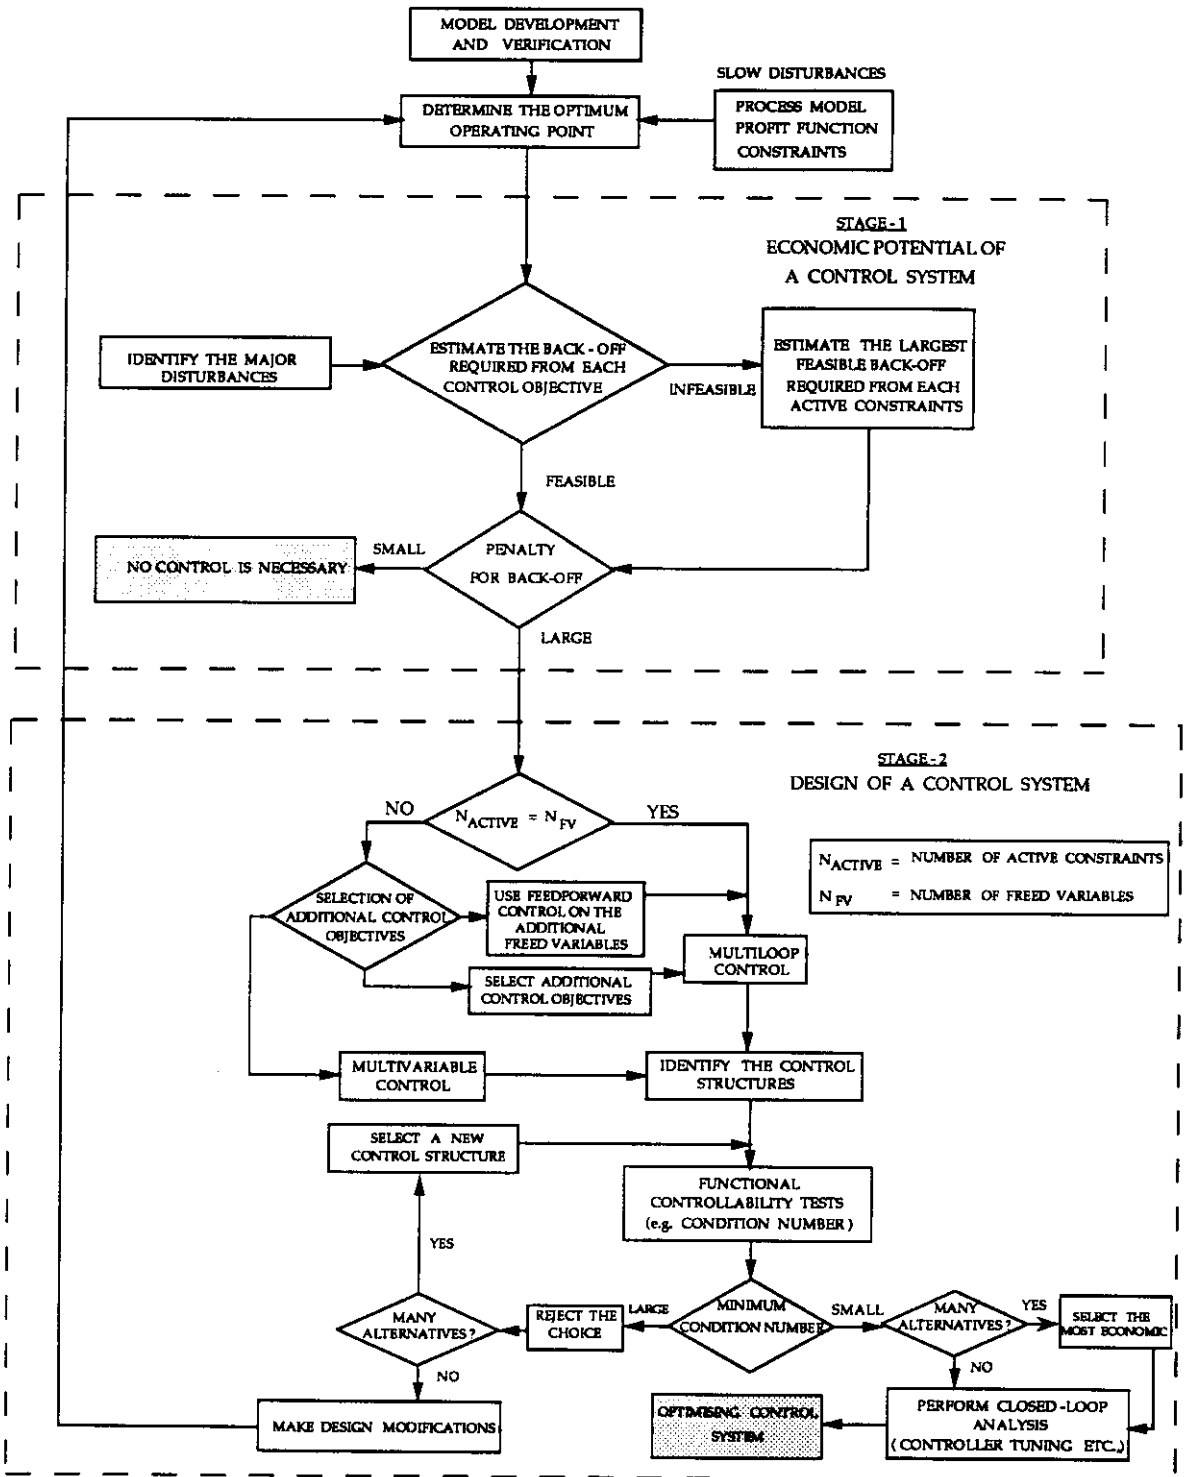 MODEL DEVELOPMENT
AND VERIFICATION
SLOW DISTURBANCES
DETERMINE THE OPTIMUM
OPERATING POINT
PROCESS MODEL
PROFIT FUNCTION
CONSTRAINTS
STAGE-1
ECONOMIC POTENTIAL OF
A CONTROL SYSTEM
IDENTIFY THE MAJOR
DISTURBANCES
ESTIMATE THE BACK-OFF
REQUIRED FROM EACH
CONTROL OBJECTIVE
INFEASIBLE
ESTIMATE THE LARGEST
FEASIBLE BACK-OFF
REQUIRED FROM EACH
ACTIVE CONSTRAINTS
FEASIBLE
NO CONTROL IS NECESSARY
SMALL
PENALTY
FOR BACK-OFF
LARGE
STAGE-2
DESIGN OF A CONTROL SYSTEM
NO
N ACTIVE = N FV
YES
N ACTIVE = NUMBER OF ACTIVE CONSTRAINTS
N FV = NUMBER OF FREED VARIABLES
SELECTION OF
ADDITIONAL CONTROL
OBJECTIVES
USE FEEDFORWARD
CONTROL ON THE
ADDITIONAL
FREED VARIABLES
MULTILOOP
CONTROL
SELECT ADDITIONAL
CONTROL OBJECTIVES
MULTIVARIABLE
CONTROL
IDENTIFY THE CONTROL
STRUCTURES
SELECT A NEW
CONTROL STRUCTURE
FUNCTIONAL
CONTROLLABILITY TESTS
(e.g. CONDITION NUMBER)
YES
MANY
ALTERNATIVES?
REJECT THE
CHOICE
LARGE
MINIMUM
CONDITION NUMBER
SMALL
MANY
ALTERNATIVES?
YES
SELECT THE
MOST ECONOMIC
NO
NO
MAKE DESIGN MODIFICATIONS
OPTIMISING CONTROL
SYSTEM
PERFORM CLOSED-LOOP
ANALYSIS
(CONTROLLER TUNING ETC.,)